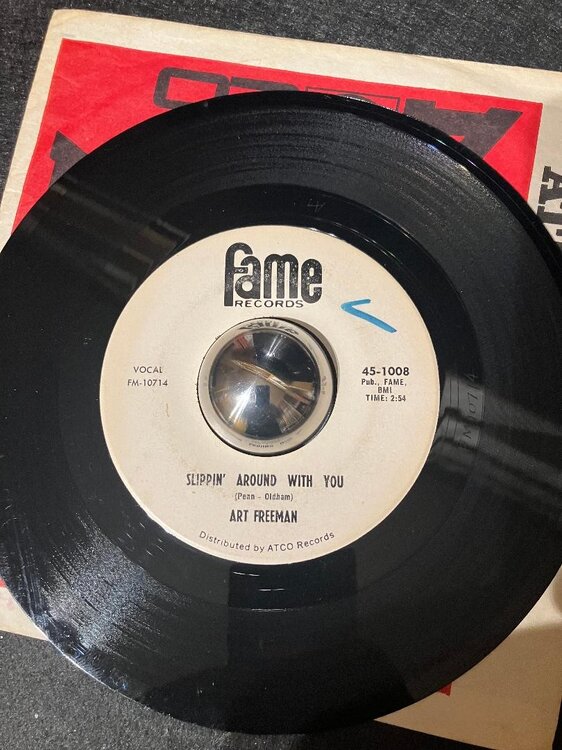 fame
RECORDS
VOCAL
FM-10714
45-1008
Pub., FAME,
BMI
TIME: 2:54
SLIPPIN' AROUND WITH YOU
(Penn - Oldham)
ART FREEMAN
Distributed by ATCO Records